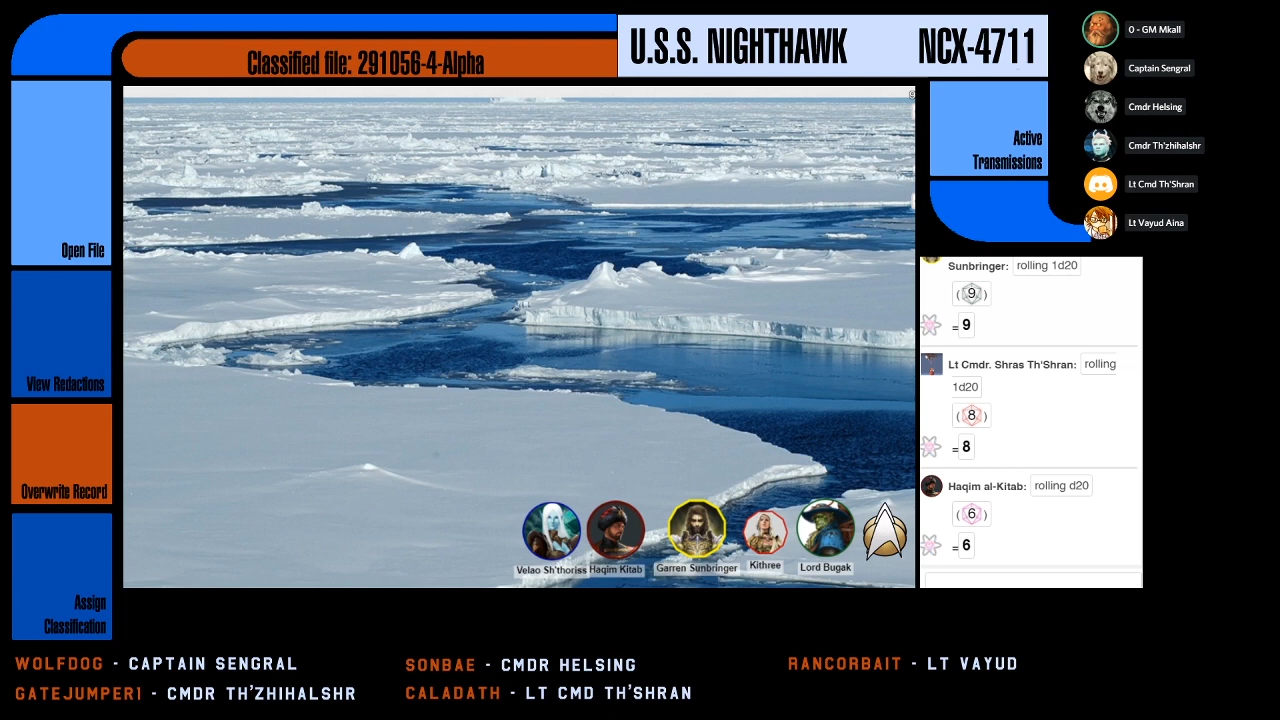 Classified file: 291056-4-Alpha
U.S.S. NIGHTHAWK NCX-4711
Open File
View Redactions
Overwrite Record
Assign
Classification
Active
Transmissions
0 - GM Mkall
Captain Sengral
Cmdr Helsing
Cmdr Th'zhihalshr
Lt Cmd Th'Shran
Lt Vayud Aina
Sunbringer: rolling 1d20
(9)
=9
Lt Cmdr. Shras Th'Shran: rolling
1d20
(8)
=8
Haqim al-Kitab: rolling d20
(6)
=6
Velao Sh'thoriss Haqim Kitab Garren Sunbringer Kithree Lord Bugak
WOLFDOG - CAPTAIN SENGRAL
SONBAE - CMDR HELSING
RANCORBAIT - LT VAYUD
GATEJUMPER1 - CMDR TH'ZHIHALSHR
CALADATH - LT CMD TH'SHRAN